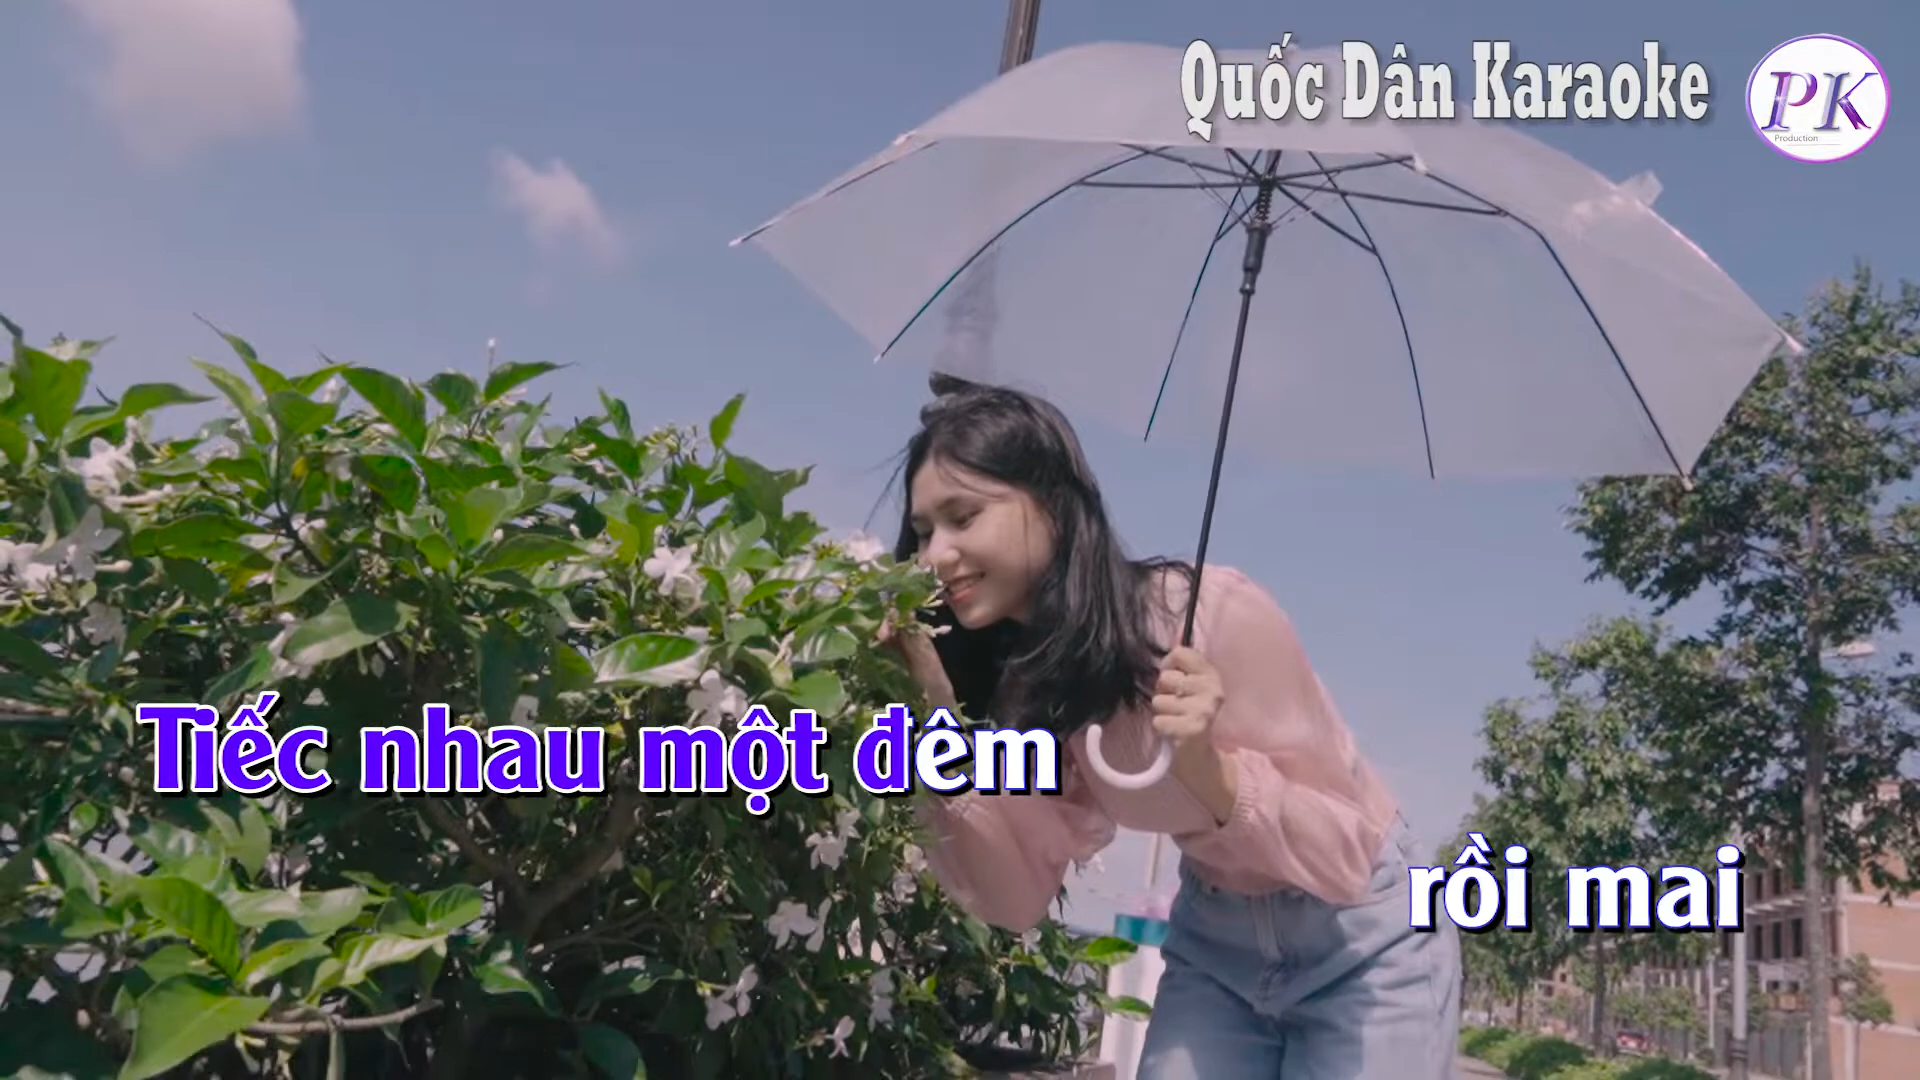 Quốc Dân Karaoke
PK
Production
Tiếc nhau một đêm
rồi mai